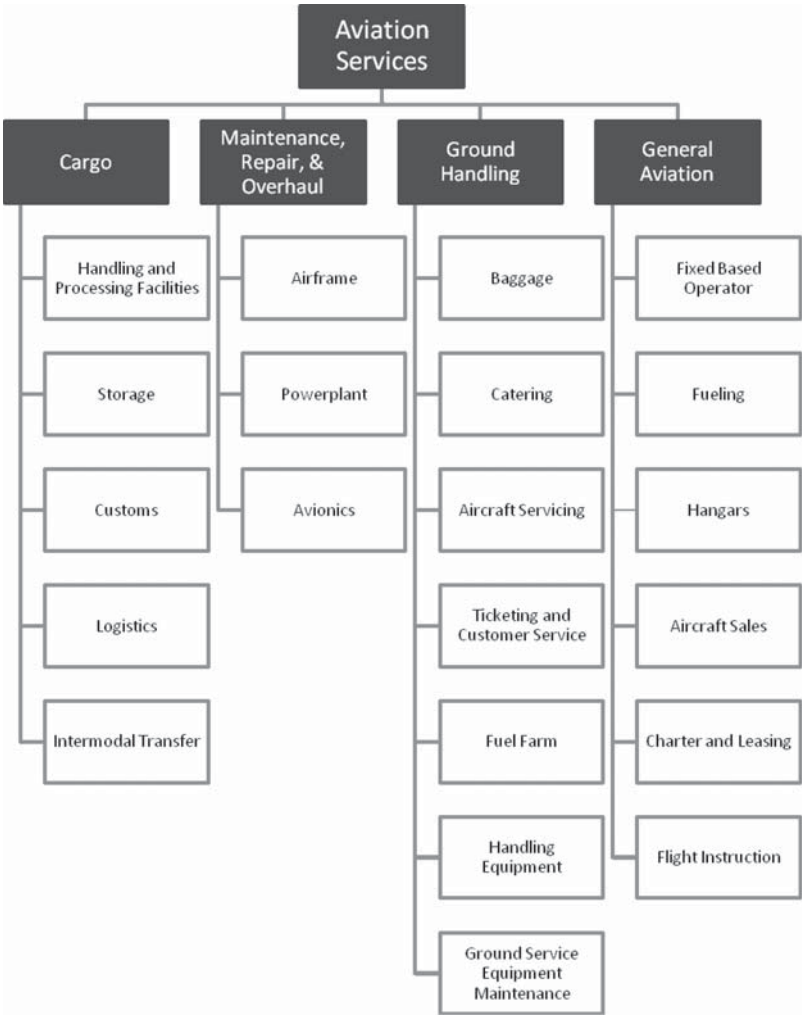 Aviation
Services
Cargo
Maintenance,
Repair, &
Overhaul
Ground
Handling
General
Aviation
Handling and
Processing Facilities
Storage
Customs
Logistics
Intermodal Transfer
Airframe
Powerplant
Avionics
Baggage
Catering
Aircraft Servicing
Ticketing and
Customer Service
Fuel Farm
Handling
Equipment
Ground Service
Equipment
Maintenance
Fixed Based
Operator
Fueling
Hangars
Aircraft Sales
Charter and Leasing
Flight Instruction